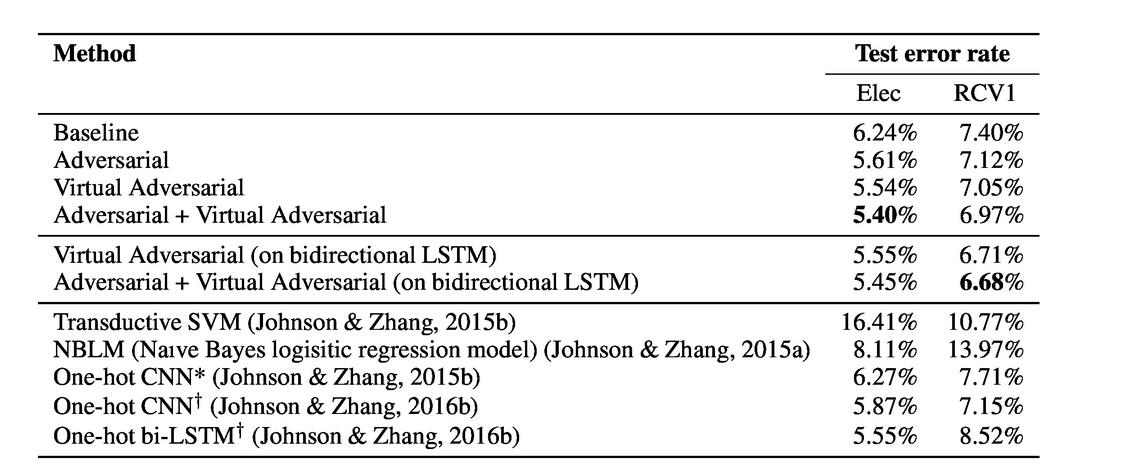 Method Test error rate
Elec RCV1
Baseline 6.24% 7.40%
Adversarial 5.61% 7.12%
Virtual Adversarial 5.54% 7.05%
Adversarial + Virtual Adversarial 5.40% 6.97%
Virtual Adversarial (on bidirectional LSTM) 5.55% 6.71%
Adversarial + Virtual Adversarial (on bidirectional LSTM) 5.45% 6.68%
Transductive SVM (Johnson & Zhang, 2015b) 16.41% 10.77%
NBLM (Naıve Bayes logisitic regression model) (Johnson & Zhang, 2015a) 8.11% 13.97%
One-hot CNN* (Johnson & Zhang, 2015b) 6.27% 7.71%
One-hot CNN† (Johnson & Zhang, 2016b) 5.87% 7.15%
One-hot bi-LSTM† (Johnson & Zhang, 2016b) 5.55% 8.52%